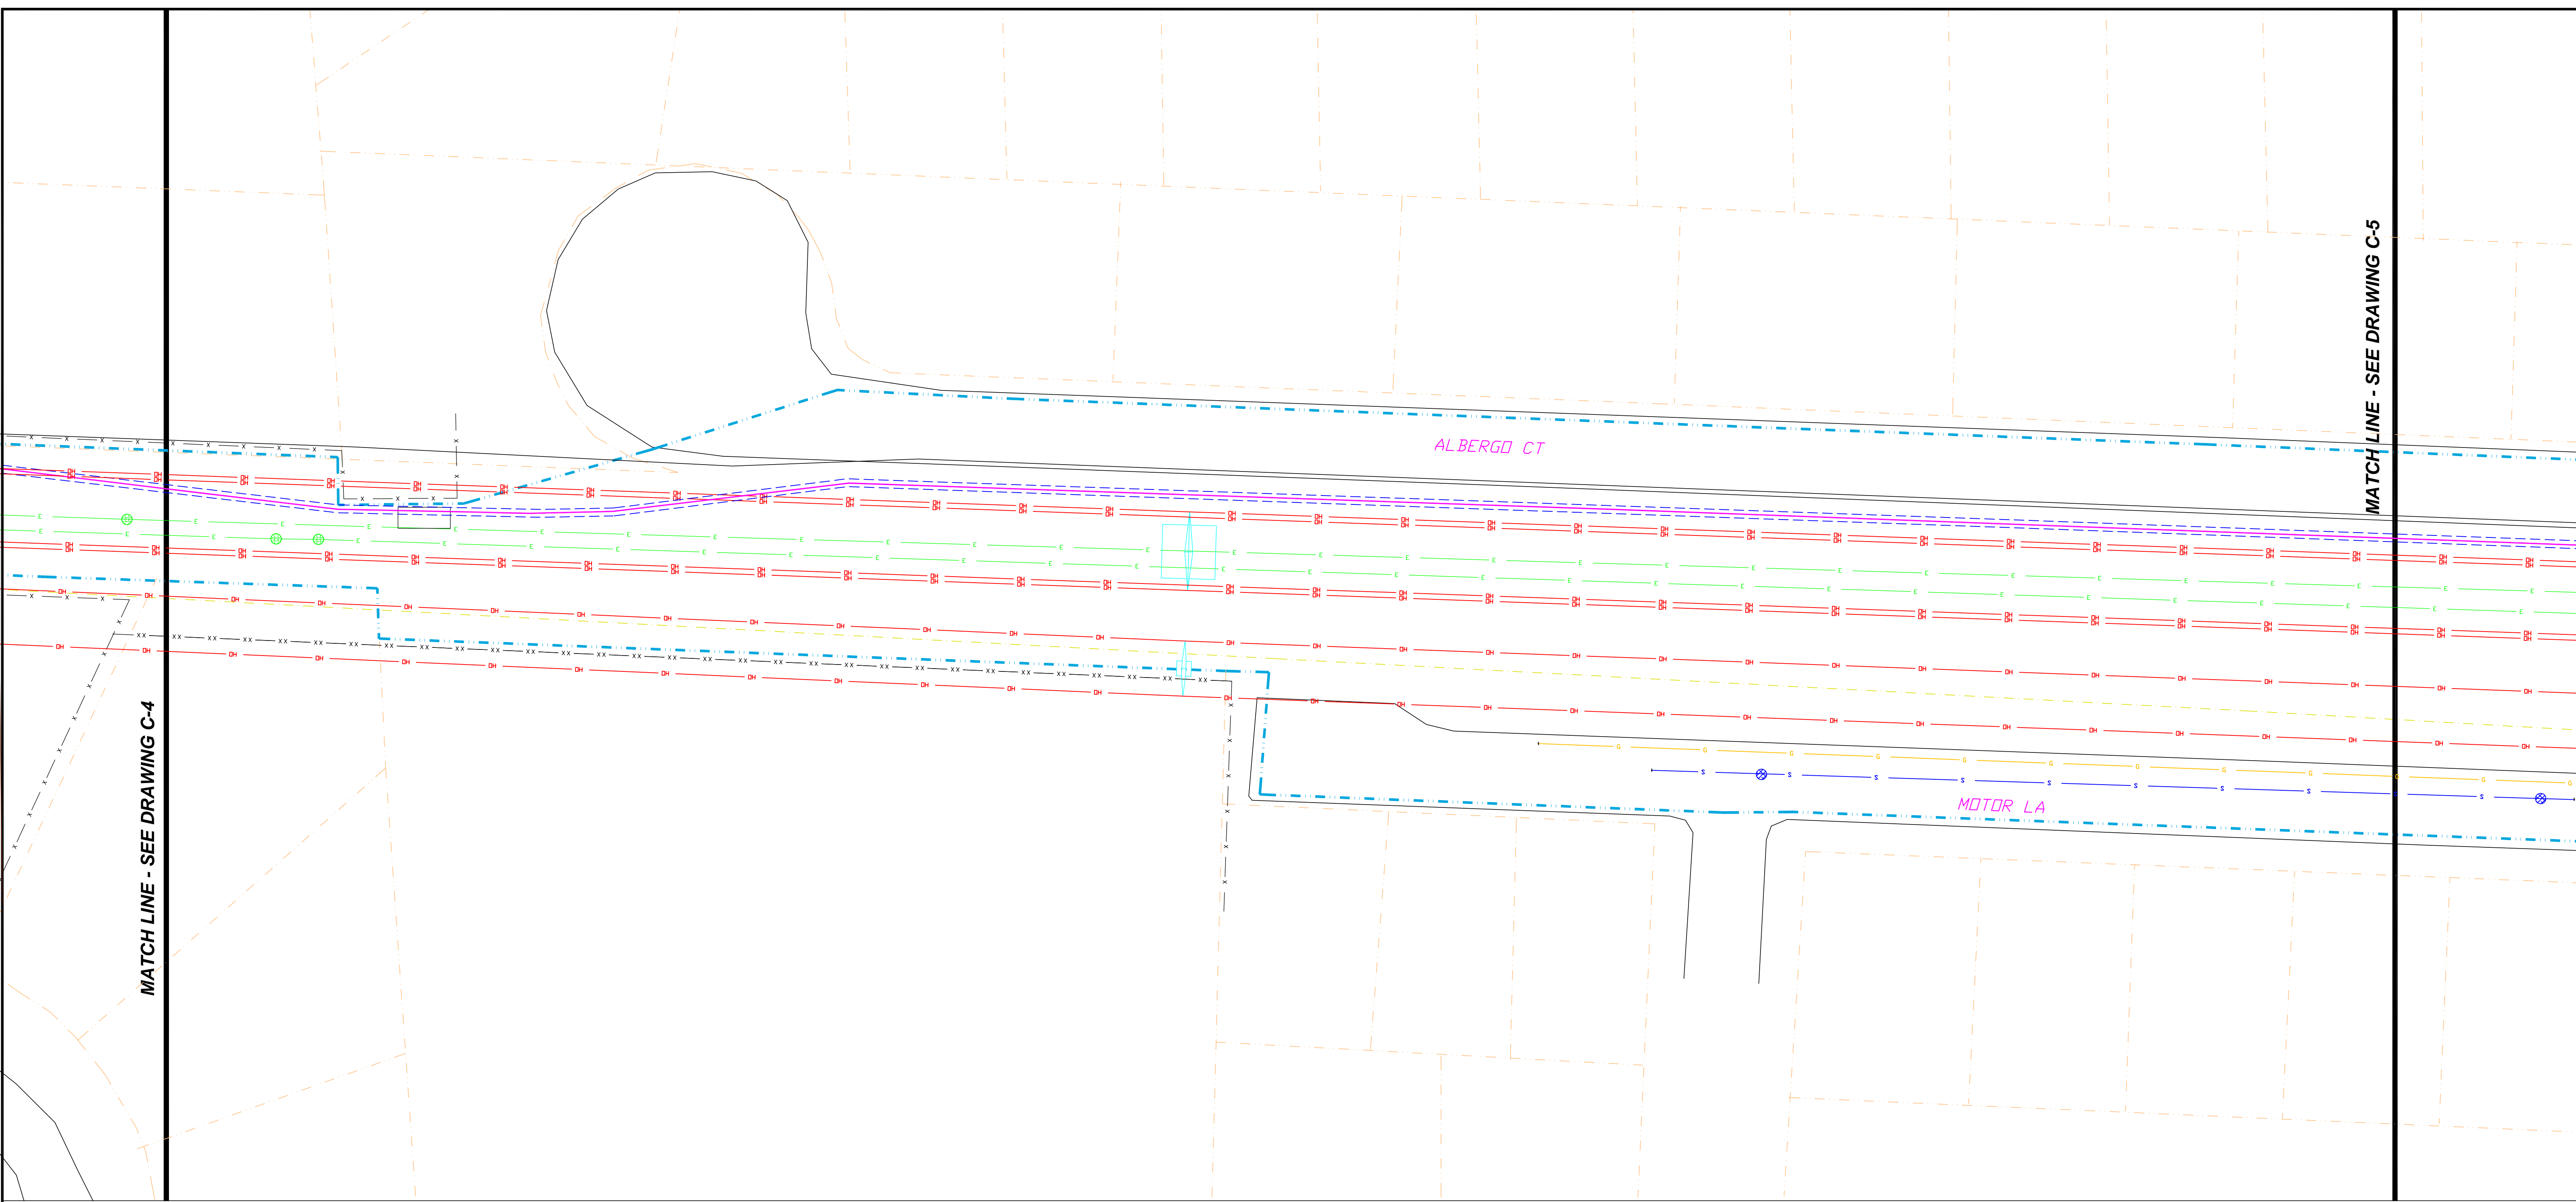 MATCH LINE - SEE DRAWING C-4
ALBERGO CT
MOTOR LA
MATCH LINE - SEE DRAWING C-5